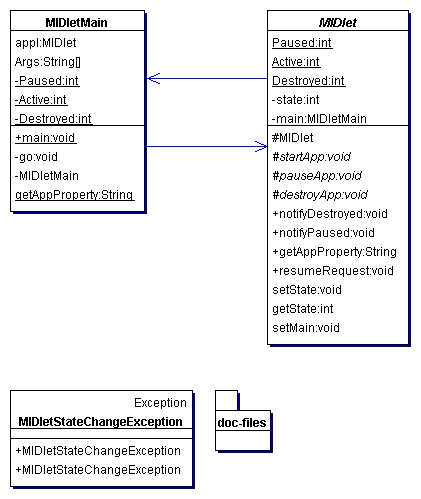 MIDletMain
appl:MIDlet
Args:String[]
-Paused:int
-Active:int
-Destroyed:int
+main:void
-go:void
-MIDletMain
getAppProperty:String
MIDlet
Paused:int
Active:int
Destroyed:int
-state:int
-main:MIDletMain
#MIDlet
#startApp:void
#pauseApp:void
#destroyApp:void
+notifyDestroyed:void
+notifyPaused:void
+getAppProperty:String
+resumeRequest:void
setState:void
getState:int
setMain:void
Exception
MIDletStateChangeException
+MIDletStateChangeException
+MIDletStateChangeException
doc-files